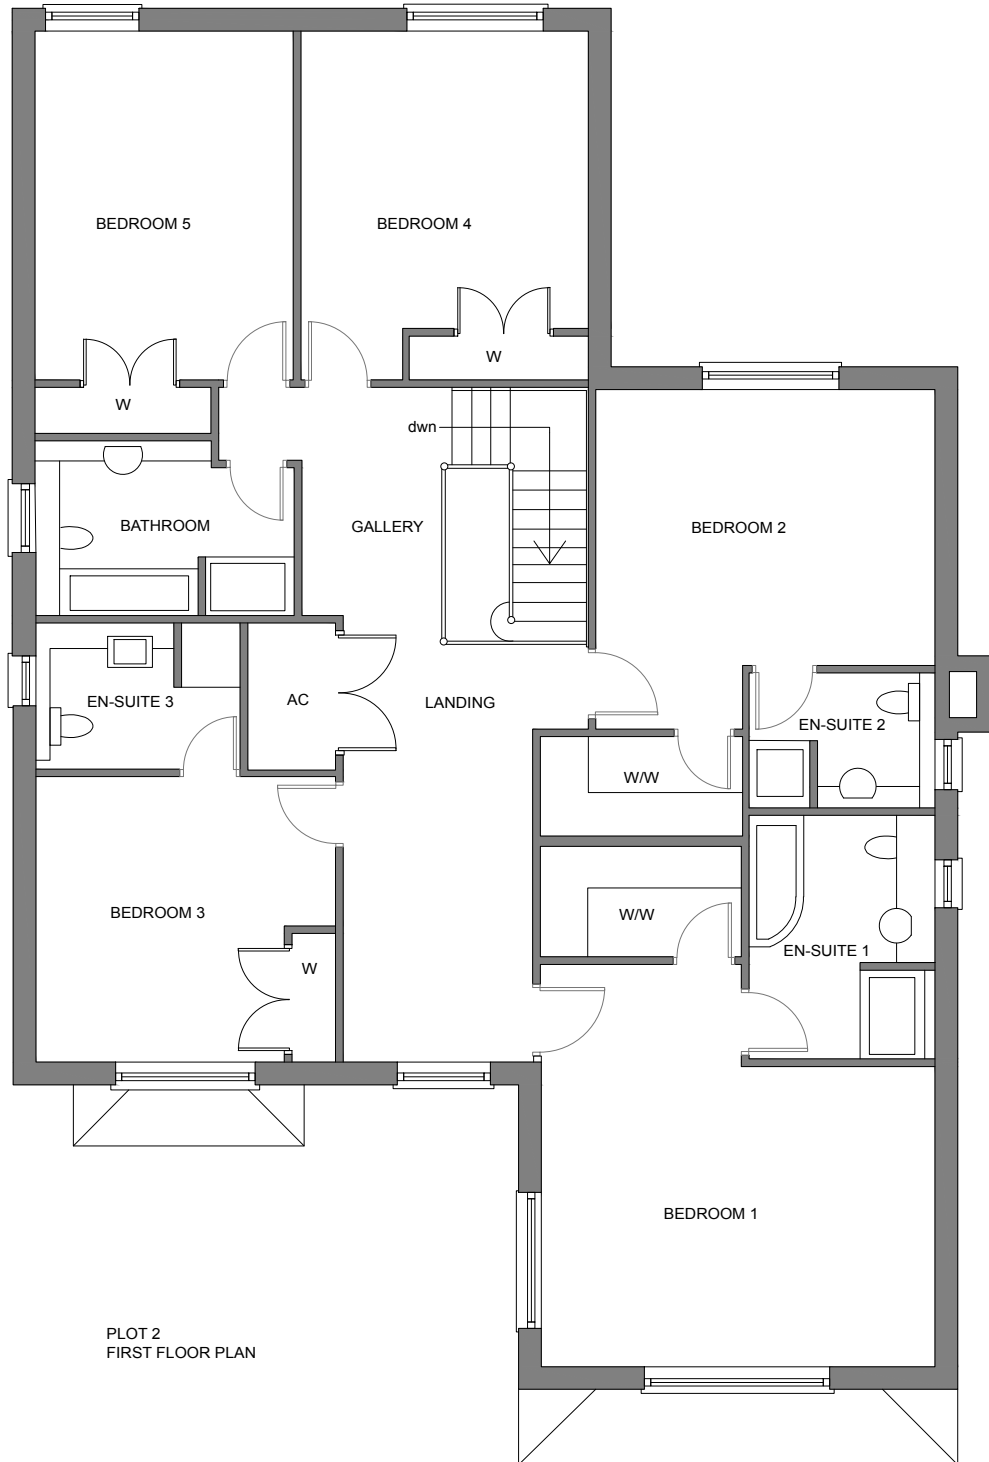 BEDROOM 5
BEDROOM 4
W
W
dwn
BATHROOM
GALLERY
BEDROOM 2
EN-SUITE 3
AC
LANDING
EN-SUITE 2
W/W
BEDROOM 3
W/W
EN-SUITE 1
W
BEDROOM 1
PLOT 2
FIRST FLOOR PLAN